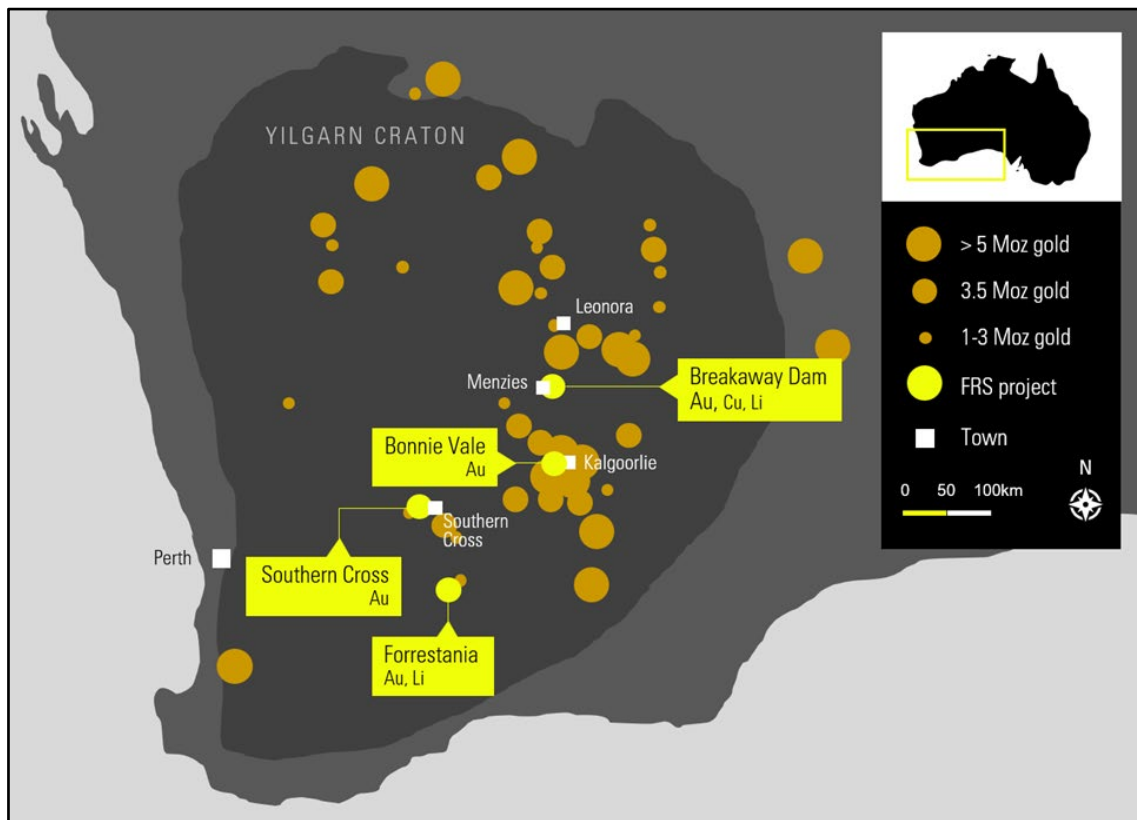 YILGARN CRATON
> 5 Moz gold
3.5 Moz gold
1-3 Moz gold
FRS project
Town
N
0 50 100km
Leonora
Menzies
Breakaway Dam
Au, Cu, Li
Bonnie Vale
Au
Kalgoorlie
Southern
Cross
Perth
Southern Cross
Au
Forrestania
Au, Li